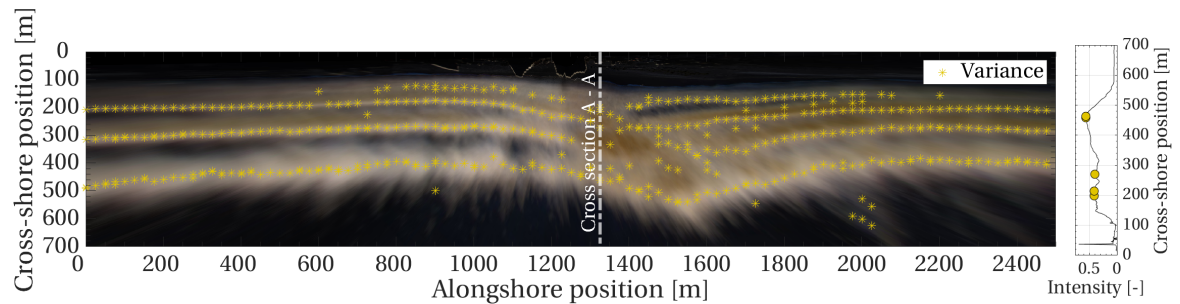 Cross-shore position [m]
0
100
200
300
400
500
600
700
Variance
Cross section A - A
0 200 400 600 800 1000 1200 1400 1600 1800 2000 2200 2400
Alongshore position [m]
700
600
500
400
300
200
100
0
Cross-shore position [m]
0.5 0
Intensity [-]